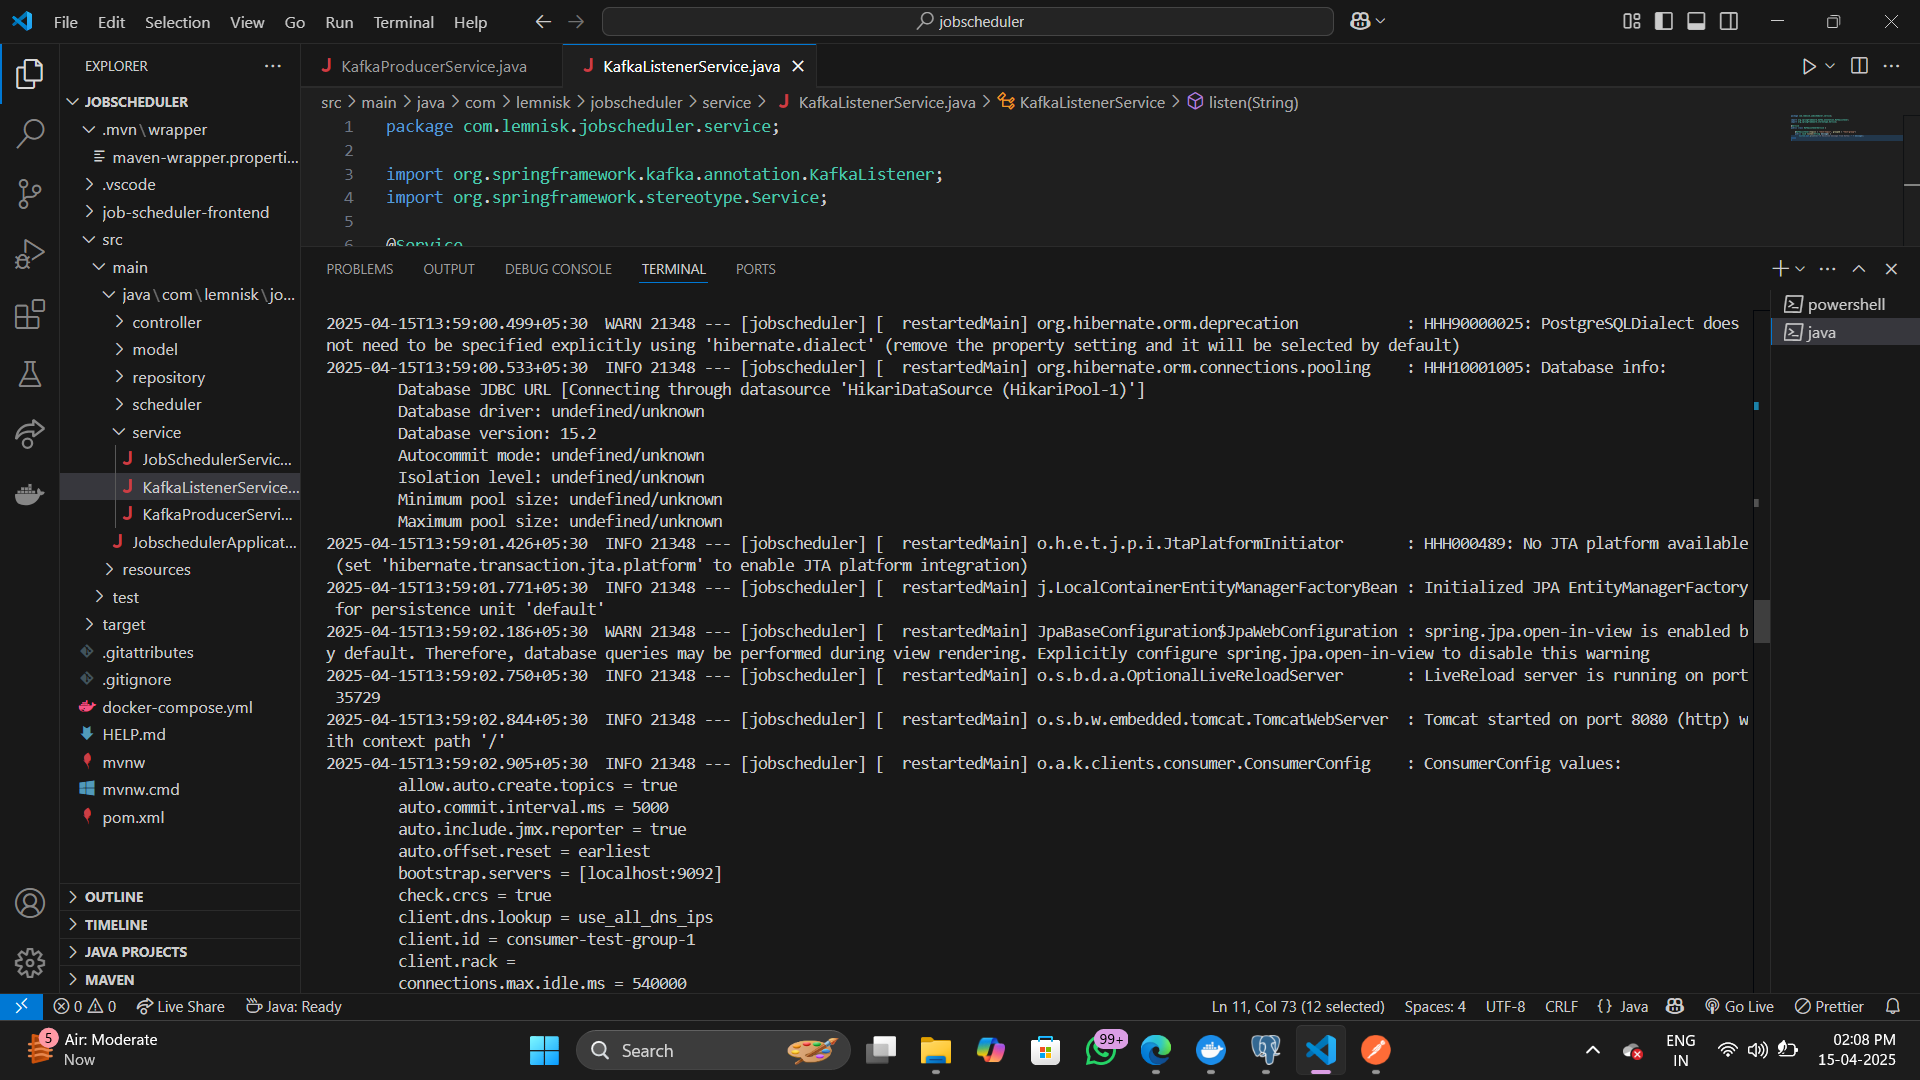 File Edit Selection View Go Run Terminal Help
jobscheduler
EXPLORER
JOBSCHEDULER
.mvn\wrapper
maven-wrapper.properti...
.vscode
job-scheduler-frontend
src
main
java\com\lemnisk\jo...
controller
model
repository
scheduler
service
JobSchedulerServic...
KafkaListenerService...
KafkaProducerServi...
JobschedulerApplicat...
resources
test
target
.gitattributes
.gitignore
docker-compose.yml
HELP.md
mvnw
mvnw.cmd
pom.xml
OUTLINE
TIMELINE
JAVA PROJECTS
MAVEN
KafkaProducerService.java
KafkaListenerService.java
src > main > java > com > lemnisk > jobscheduler > service > KafkaListenerService.java > KafkaListenerService > listen(String)
1 package com.lemnisk.jobscheduler.service;
2
3 import org.springframework.kafka.annotation.KafkaListener;
4 import org.springframework.stereotype.Service;
5
6 @Service
PROBLEMS OUTPUT DEBUG CONSOLE TERMINAL PORTS
powershell
java
2025-04-15T13:59:00.499+05:30  WARN 21348 --- [jobscheduler] [  restartedMain] org.hibernate.orm.deprecation            : HHH90000025: PostgreSQLDialect does
not need to be specified explicitly using 'hibernate.dialect' (remove the property setting and it will be selected by default)
2025-04-15T13:59:00.533+05:30  INFO 21348 --- [jobscheduler] [  restartedMain] org.hibernate.orm.connections.pooling    : HHH10001005: Database info:
Database JDBC URL [Connecting through datasource 'HikariDataSource (HikariPool-1)']
Database driver: undefined/unknown
Database version: 15.2
Autocommit mode: undefined/unknown
Isolation level: undefined/unknown
Minimum pool size: undefined/unknown
Maximum pool size: undefined/unknown
2025-04-15T13:59:01.426+05:30  INFO 21348 --- [jobscheduler] [  restartedMain] o.h.e.t.j.p.i.JtaPlatformInitiator       : HHH000489: No JTA platform available
(set 'hibernate.transaction.jta.platform' to enable JTA platform integration)
2025-04-15T13:59:01.771+05:30  INFO 21348 --- [jobscheduler] [  restartedMain] j.LocalContainerEntityManagerFactoryBean : Initialized JPA EntityManagerFactory
for persistence unit 'default'
2025-04-15T13:59:02.186+05:30  WARN 21348 --- [jobscheduler] [  restartedMain] JpaBaseConfiguration$JpaWebConfiguration : spring.jpa.open-in-view is enabled b
y default. Therefore, database queries may be performed during view rendering. Explicitly configure spring.jpa.open-in-view to disable this warning
2025-04-15T13:59:02.750+05:30  INFO 21348 --- [jobscheduler] [  restartedMain] o.s.b.d.a.OptionalLiveReloadServer       : LiveReload server is running on port
35729
2025-04-15T13:59:02.844+05:30  INFO 21348 --- [jobscheduler] [  restartedMain] o.s.b.w.embedded.tomcat.TomcatWebServer  : Tomcat started on port 8080 (http) w
ith context path '/'
2025-04-15T13:59:02.905+05:30  INFO 21348 --- [jobscheduler] [  restartedMain] o.a.k.clients.consumer.ConsumerConfig    : ConsumerConfig values:
allow.auto.create.topics = true
auto.commit.interval.ms = 5000
auto.include.jmx.reporter = true
auto.offset.reset = earliest
bootstrap.servers = [localhost:9092]
check.crcs = true
client.dns.lookup = use_all_dns_ips
client.id = consumer-test-group-1
client.rack =
connections.max.idle.ms = 540000
0 0 Live Share Java: Ready
Ln 11, Col 73 (12 selected) Spaces: 4 UTF-8 CRLF {} Java Go Live Prettier
5 Air: Moderate
Now
Search
99+
ENG
IN
02:08 PM
15-04-2025